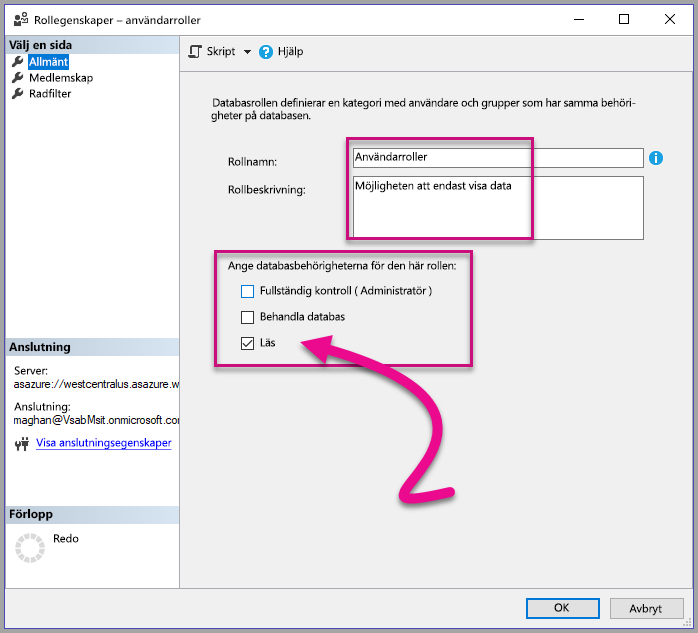 Rollegenskaper – användarroller
Välj en sida
Allmänt
Medlemskap
Radfilter
Skript
Hjälp
Databasrollen definierar en kategori med användare och grupper som har samma behöri-
gheter på databasen.
Rollnamn:
Användarroller
Rollbeskrivning:
Möjligheten att endast visa data
Ange databasbehörigheterna för den här rollen:
Fullständig kontroll ( Administratör )
Behandla databas
Läs
Anslutning
Server:
asazure://westcentralus.asazure.w
Anslutning:
maghan@VsabMsit.onmicrosoft.co
Visa anslutningsegenskaper
Förlopp
Redo
OK
Avbryt